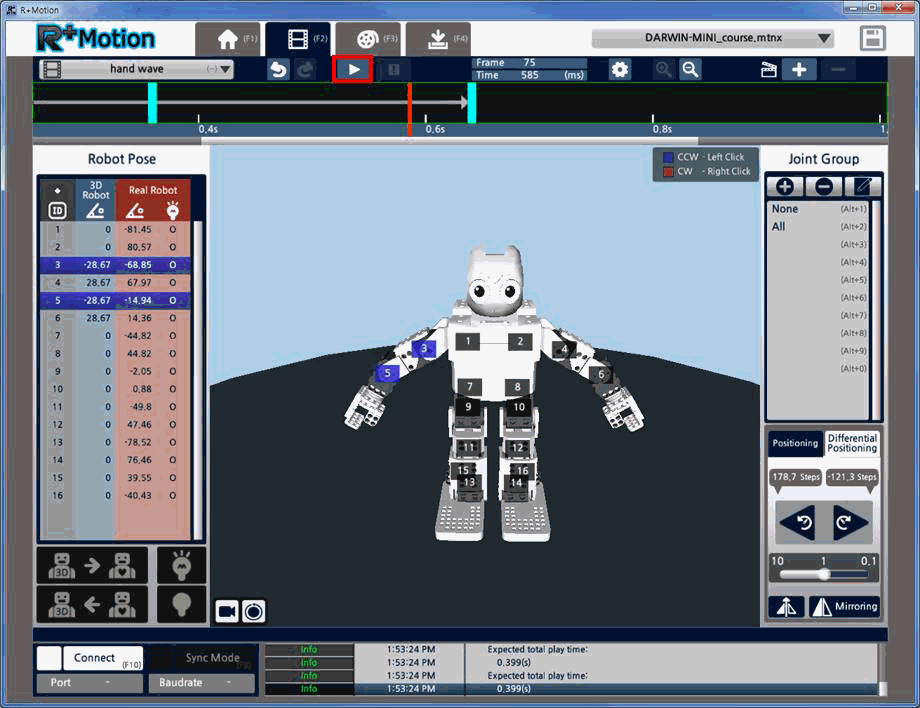 R+Motion
R+Motion
(F1)
(F2)
(F3)
(F4)
DARWIN-MINI_course.mtnx
hand wave
(-)
Frame 75
Time 585 (ms)
0,4s
0,6s
0,8s
1,
Robot Pose
ID
3D Robot
Real Robot
1 0 -81,45 O
2 0 80,57 O
3 -28,67 -68,85 O
4 28,67 67,97 O
5 -28,67 -14,94 O
6 28,67 14,36 O
7 0 -44,82 O
8 0 44,82 O
9 0 -2,05 O
10 0 0,88 O
11 0 -49,8 O
12 0 47,46 O
13 0 -78,52 O
14 0 76,46 O
15 0 39,55 O
16 0 -40,43 O
CCW - Left Click
CW - Right Click
1
2
3
4
5
6
7
8
9
10
11
12
15
16
13
14
Joint Group
None (Alt+1)
All (Alt+2)
(Alt+3)
(Alt+4)
(Alt+5)
(Alt+6)
(Alt+7)
(Alt+8)
(Alt+9)
(Alt+0)
Positioning
Differential
Positioning
178,7 Steps
-121,3 Steps
10 1 0,1
Mirroring
3D
3D
Connect (F10)
Sync Mode
Port -
Baudrate -
Info 1:53:24 PM Expected total play time:
Info 1:53:24 PM 0.399(s)
Info 1:53:24 PM Expected total play time:
Info 1:53:24 PM 0.399(s)